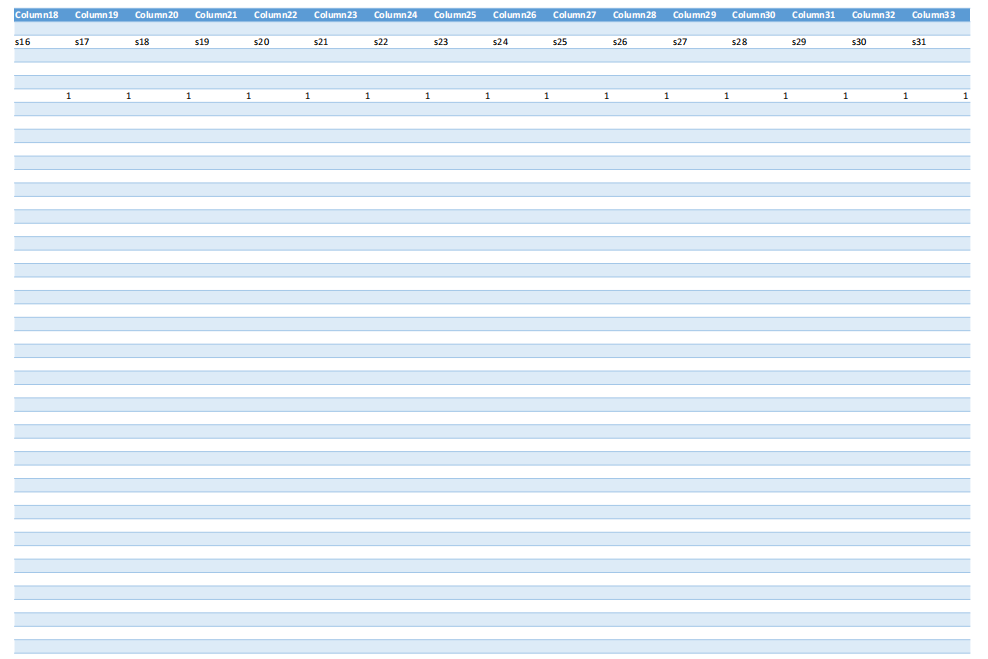 Column18 Column19 Column20 Column21 Column22 Column23 Column24 Column25 Column26 Column27 Column28 Column29 Column30 Column31 Column32 Column33
s16 s17 s18 s19 s20 s21 s22 s23 s24 s25 s26 s27 s28 s29 s30 s31
1 1 1 1 1 1 1 1 1 1 1 1 1 1 1 1